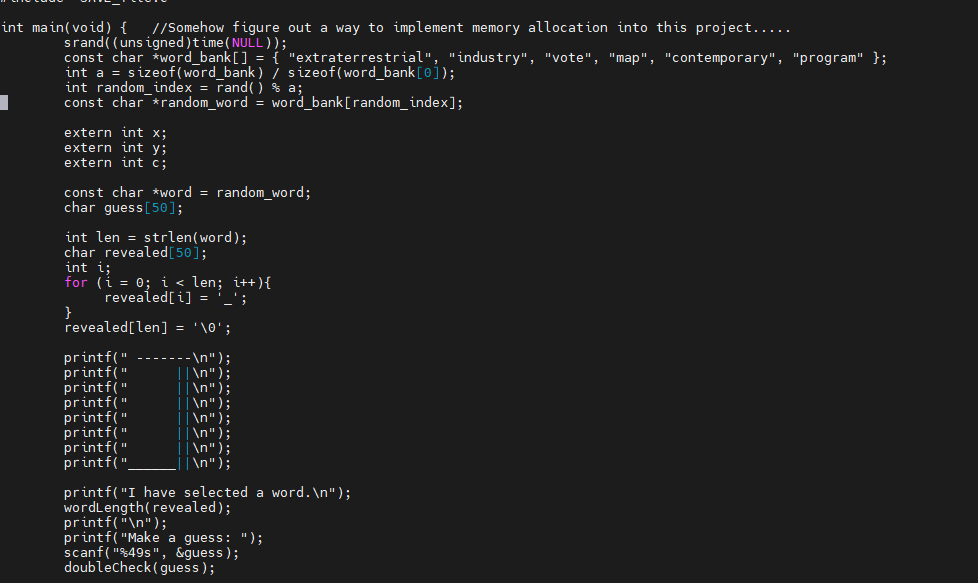 #include "SAVE_file.c"
int main(void) {   //Somehow figure out a way to implement memory allocation into this project.....
        srand((unsigned)time(NULL));
        const char *word_bank[] = { "extraterrestrial", "industry", "vote", "map", "contemporary", "program" };
        int a = sizeof(word_bank) / sizeof(word_bank[0]);
        int random_index = rand() % a;
        const char *random_word = word_bank[random_index];

        extern int x;
        extern int y;
        extern int c;

        const char *word = random_word;
        char guess[50];

        int len = strlen(word);
        char revealed[50];
        int i;
        for (i = 0; i < len; i++){
             revealed[i] = '_';
        }
        revealed[len] = '\0';

        printf(" -------\n");
        printf("      ||\n");
        printf("      ||\n");
        printf("      ||\n");
        printf("      ||\n");
        printf("      ||\n");
        printf("      ||\n");
        printf("______||\n");

        printf("I have selected a word.\n");
        wordLength(revealed);
        printf("\n");
        printf("Make a guess: ");
        scanf("%49s", &guess);
        doubleCheck(guess);